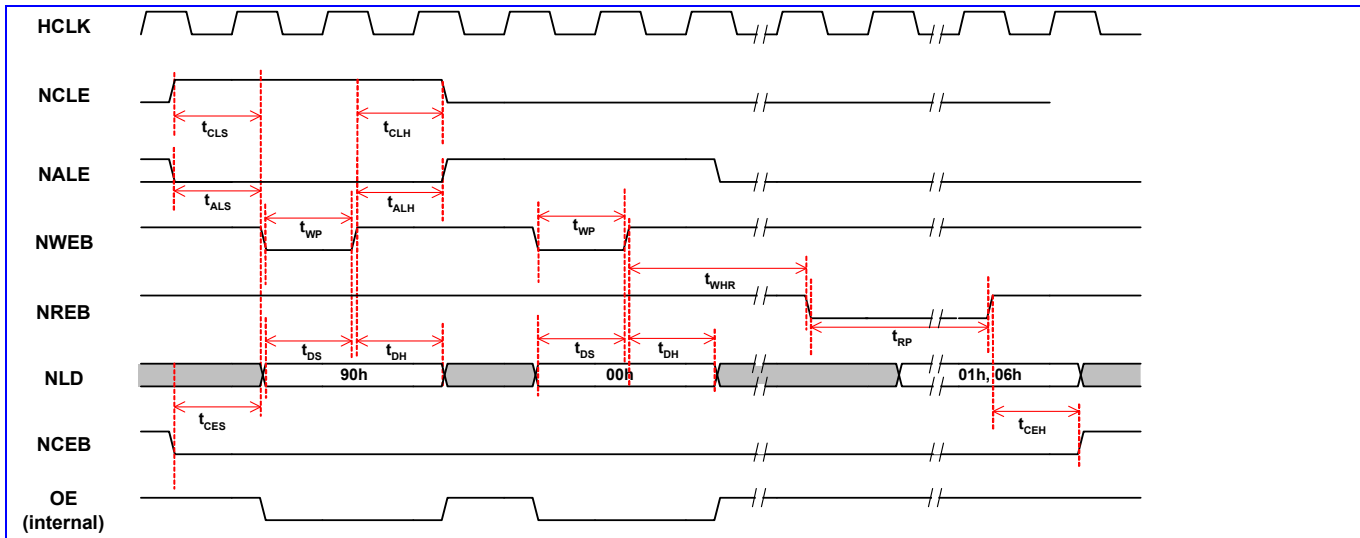 HCLK
NCLE
tCLS
tCLH
NALE
tALS
tALH
NWEB
tWP
tWP
tWHR
NREB
tRP
tDS
tDH
tDS
tDH
NLD
90h
00h
01h, 06h
tCES
tCEH
NCEB
OE
(internal)